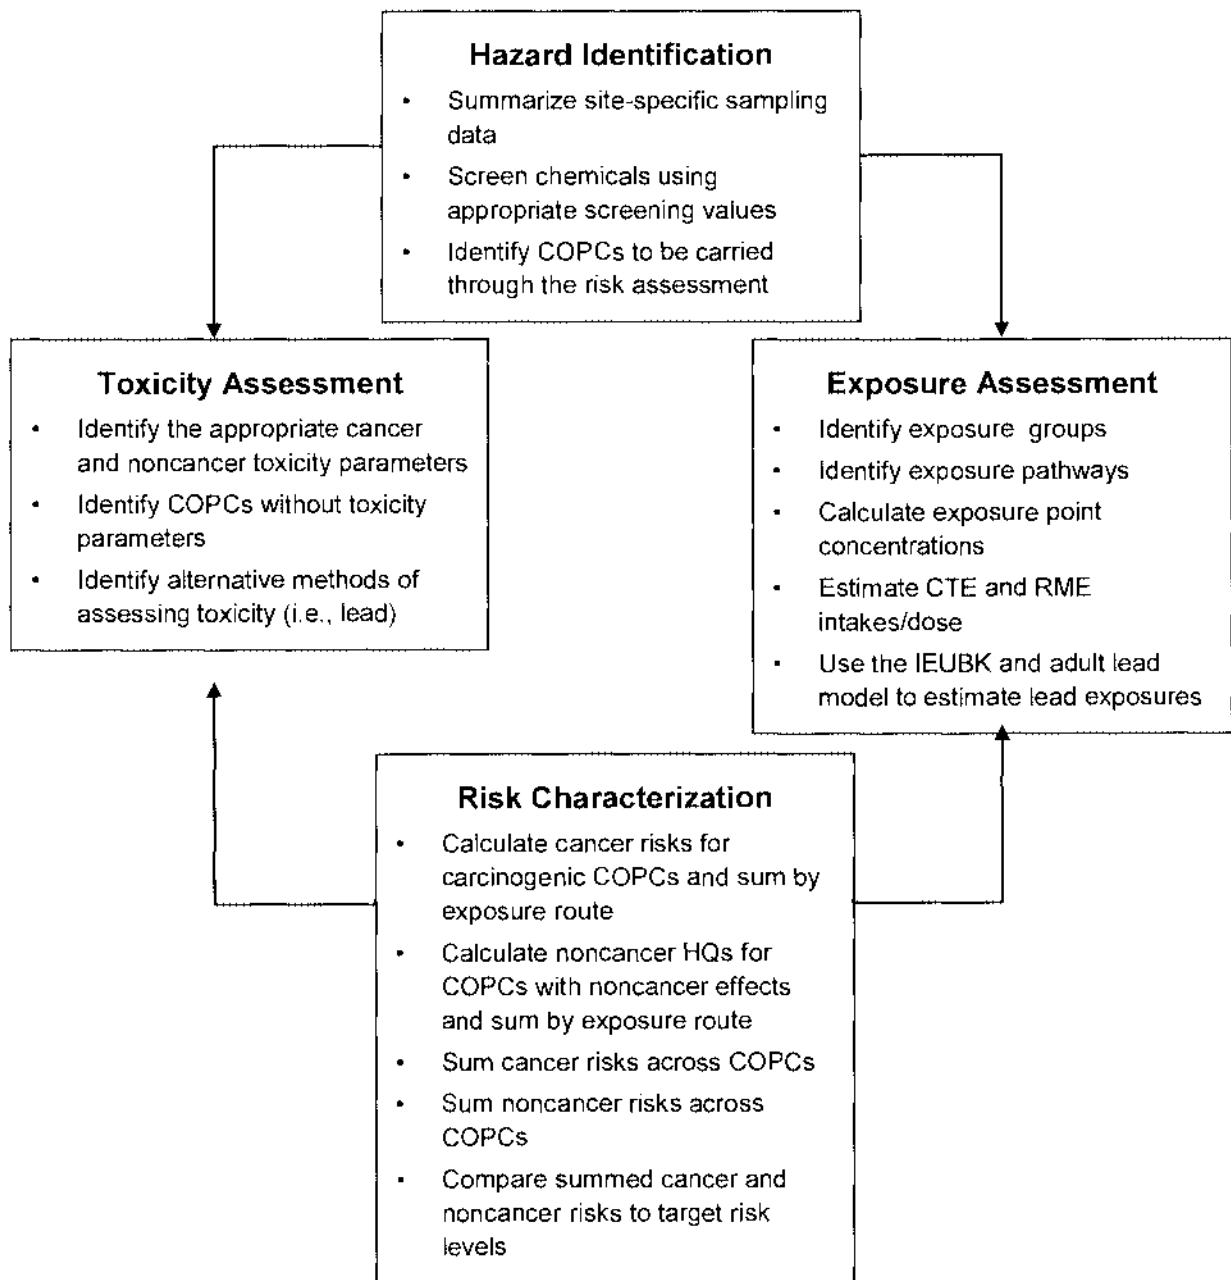 Hazard Identification
• Summarize site-specific sampling
data
• Screen chemicals using
appropriate screening values
• Identify COPCs to be carried
through the risk assessment
Toxicity Assessment
• Identify the appropriate cancer
and noncancer toxicity parameters
• Identify COPCs without toxicity
parameters
• Identify alternative methods of
assessing toxicity (i.e., lead)
Exposure Assessment
• Identify exposure groups
• Identify exposure pathways
• Calculate exposure point
concentrations
• Estimate CTE and RME
intakes/dose
• Use the IEUBK and adult lead
model to estimate lead exposures
Risk Characterization
• Calculate cancer risks for
carcinogenic COPCs and sum by
exposure route
• Calculate noncancer HQs for
COPCs with noncancer effects
and sum by exposure route
• Sum cancer risks across COPCs
• Sum noncancer risks across
COPCs
• Compare summed cancer and
noncancer risks to target risk
levels